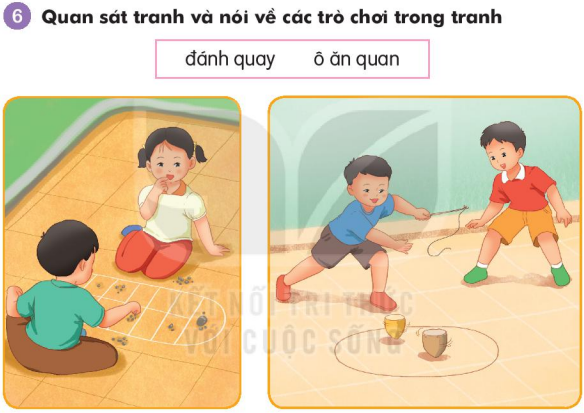 6 Quan sát tranh và nói về các trò chơi trong tranh
đánh quay ô ăn quan
KẾT NỐI TRI THỨC
VỚI CUỘC SỐNG